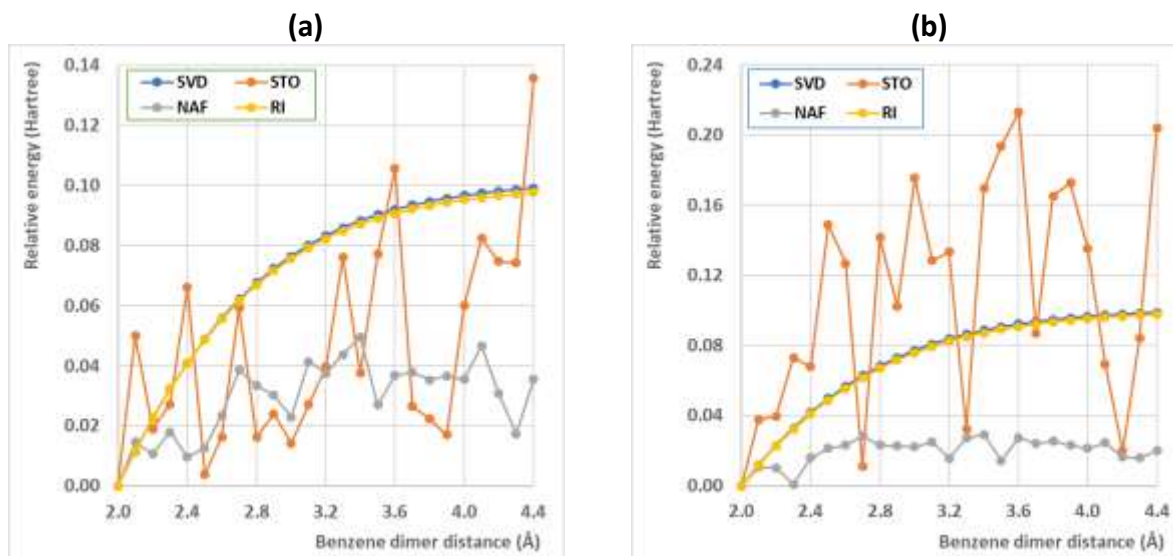 (a)
Relative energy (Hartree)
0.14
0.12
0.10
0.08
0.06
0.04
0.02
0.00
SVD STO
NAF RI
2.0 2.4 2.8 3.2 3.6 4.0 4.4
Benzene dimer distance (Å)
(b)
Relative energy (Hartree)
0.24
0.20
0.16
0.12
0.08
0.04
0.00
SVD STO
NAF RI
2.0 2.4 2.8 3.2 3.6 4.0 4.4
Benzene dimer distance (Å)